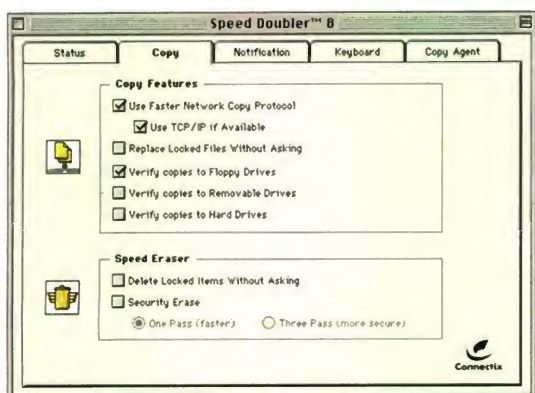 Speed Doubler™ 8
Status
Copy
Notification
Keyboard
Copy Agent
Copy Features
Use Faster Network Copy Protocol
Use TCP/IP if Available
Replace Locked Files Without Asking
Verify copies to Floppy Drives
Verify copies to Removable Drives
Verify copies to Hard Drives
Speed Eraser
Delete Locked Items Without Asking
Security Erase
One Pass (faster)
Three Pass (more secure)
Connectix